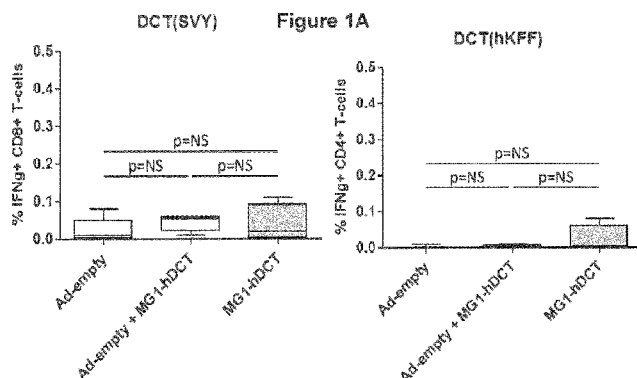 Figure 1A
DCT(SVY)
% IFNg+ CD8+ T-cells
0.5
0.4
0.3
0.2
0.1
0.0
p=NS
p=NS
p=NS
Ad-empty
Ad-empty + MG1-hDCT
MG1-hDCT
DCT(hKFF)
% IFNg+ CD4+ T-cells
0.5
0.4
0.3
0.2
0.1
0.0
p=NS
p=NS
p=NS
Ad-empty
Ad-empty + MG1-hDCT
MG1-hDCT